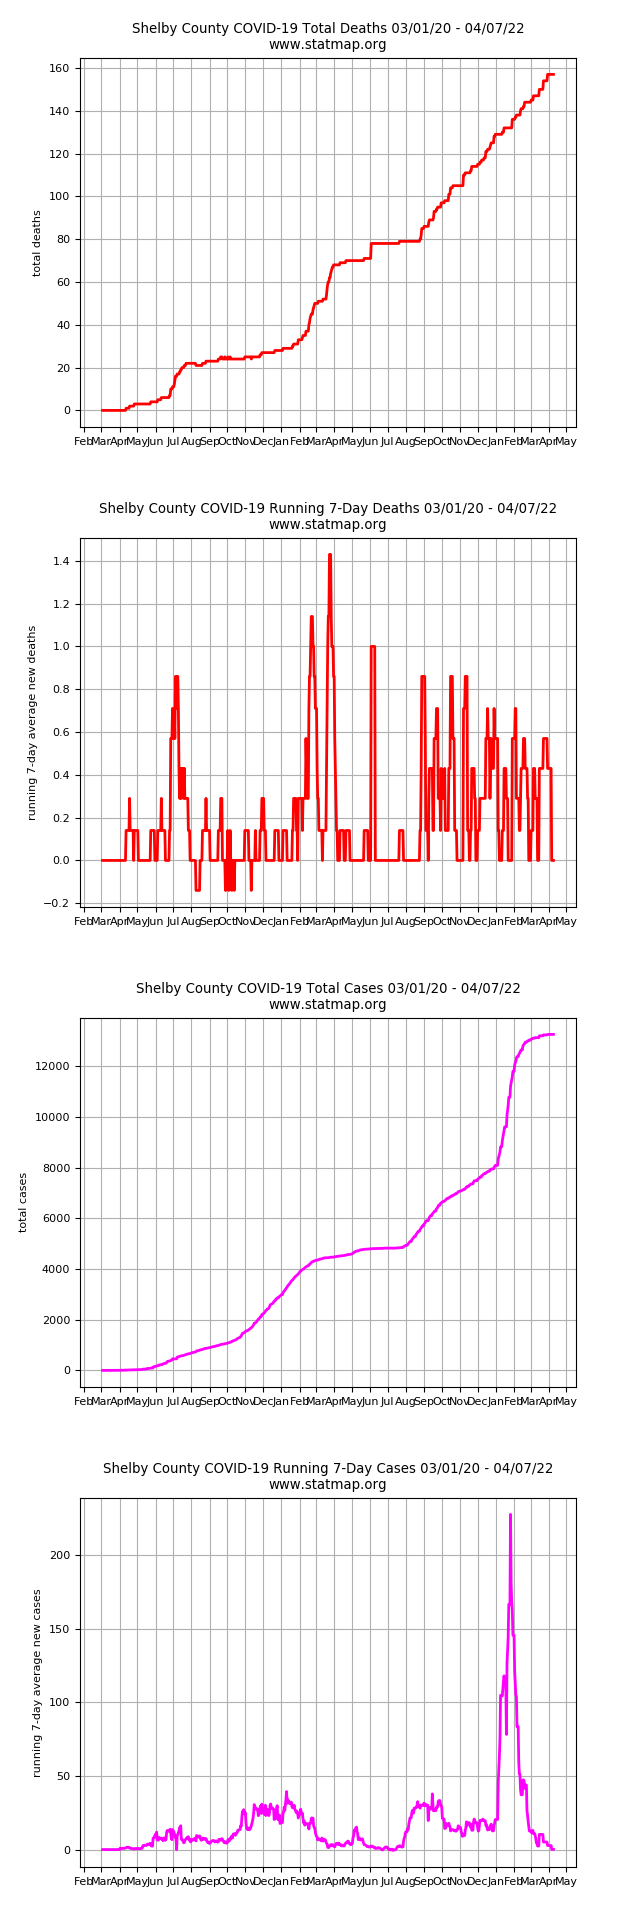 Shelby County COVID-19 Total Deaths 03/01/20 - 04/07/22
www.statmap.org
160
140
120
100
80
60
40
20
0
total deaths
Feb Mar Apr May Jun Jul Aug Sep Oct Nov Dec Jan Feb Mar Apr May Jun Jul Aug Sep Oct Nov Dec Jan Feb Mar Apr May
Shelby County COVID-19 Running 7-Day Deaths 03/01/20 - 04/07/22
www.statmap.org
1.4
1.2
1.0
0.8
0.6
0.4
0.2
0.0
−0.2
running 7-day average new deaths
Feb Mar Apr May Jun Jul Aug Sep Oct Nov Dec Jan Feb Mar Apr May Jun Jul Aug Sep Oct Nov Dec Jan Feb Mar Apr May
Shelby County COVID-19 Total Cases 03/01/20 - 04/07/22
www.statmap.org
12000
10000
8000
6000
4000
2000
0
total cases
Feb Mar Apr May Jun Jul Aug Sep Oct Nov Dec Jan Feb Mar Apr May Jun Jul Aug Sep Oct Nov Dec Jan Feb Mar Apr May
Shelby County COVID-19 Running 7-Day Cases 03/01/20 - 04/07/22
www.statmap.org
200
150
100
50
0
running 7-day average new cases
Feb Mar Apr May Jun Jul Aug Sep Oct Nov Dec Jan Feb Mar Apr May Jun Jul Aug Sep Oct Nov Dec Jan Feb Mar Apr May